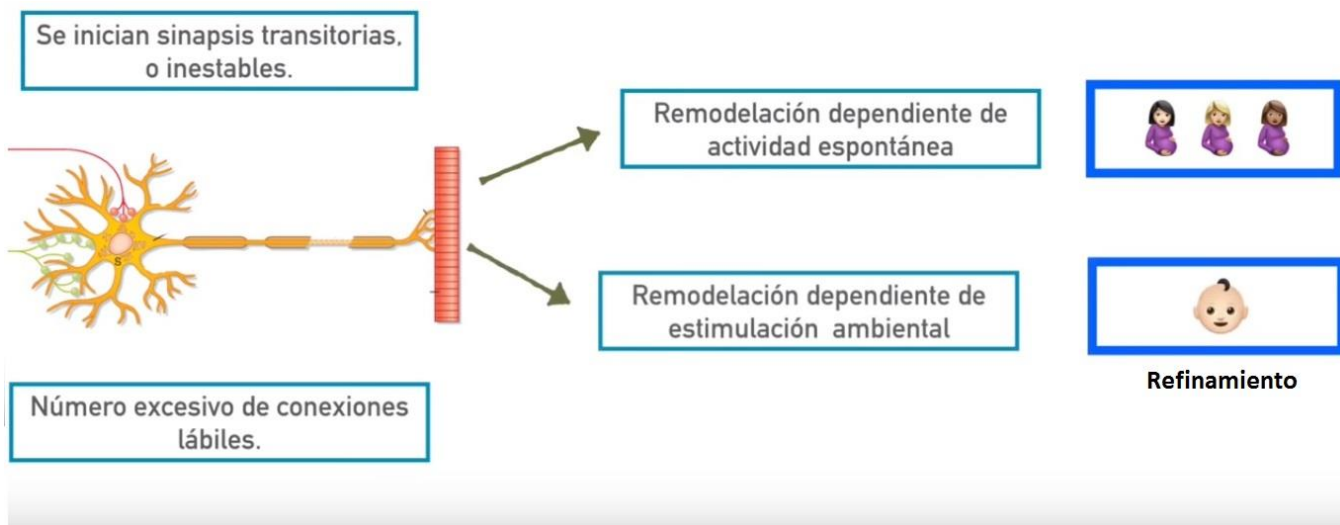 Se inician sinapsis transitorias,
o inestables.
Remodelación dependiente de
actividad espontánea
S
Remodelación dependiente de
estimulación ambiental
Refinamiento
Número excesivo de conexiones
lábiles.